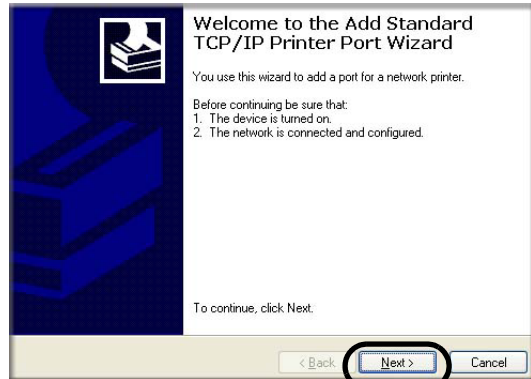 Welcome to the Add Standard
TCP/IP Printer Port Wizard
You use this wizard to add a port for a network printer.
Before continuing be sure that:
1. The device is turned on.
2. The network is connected and configured.
To continue, click Next.
< Back Next > Cancel